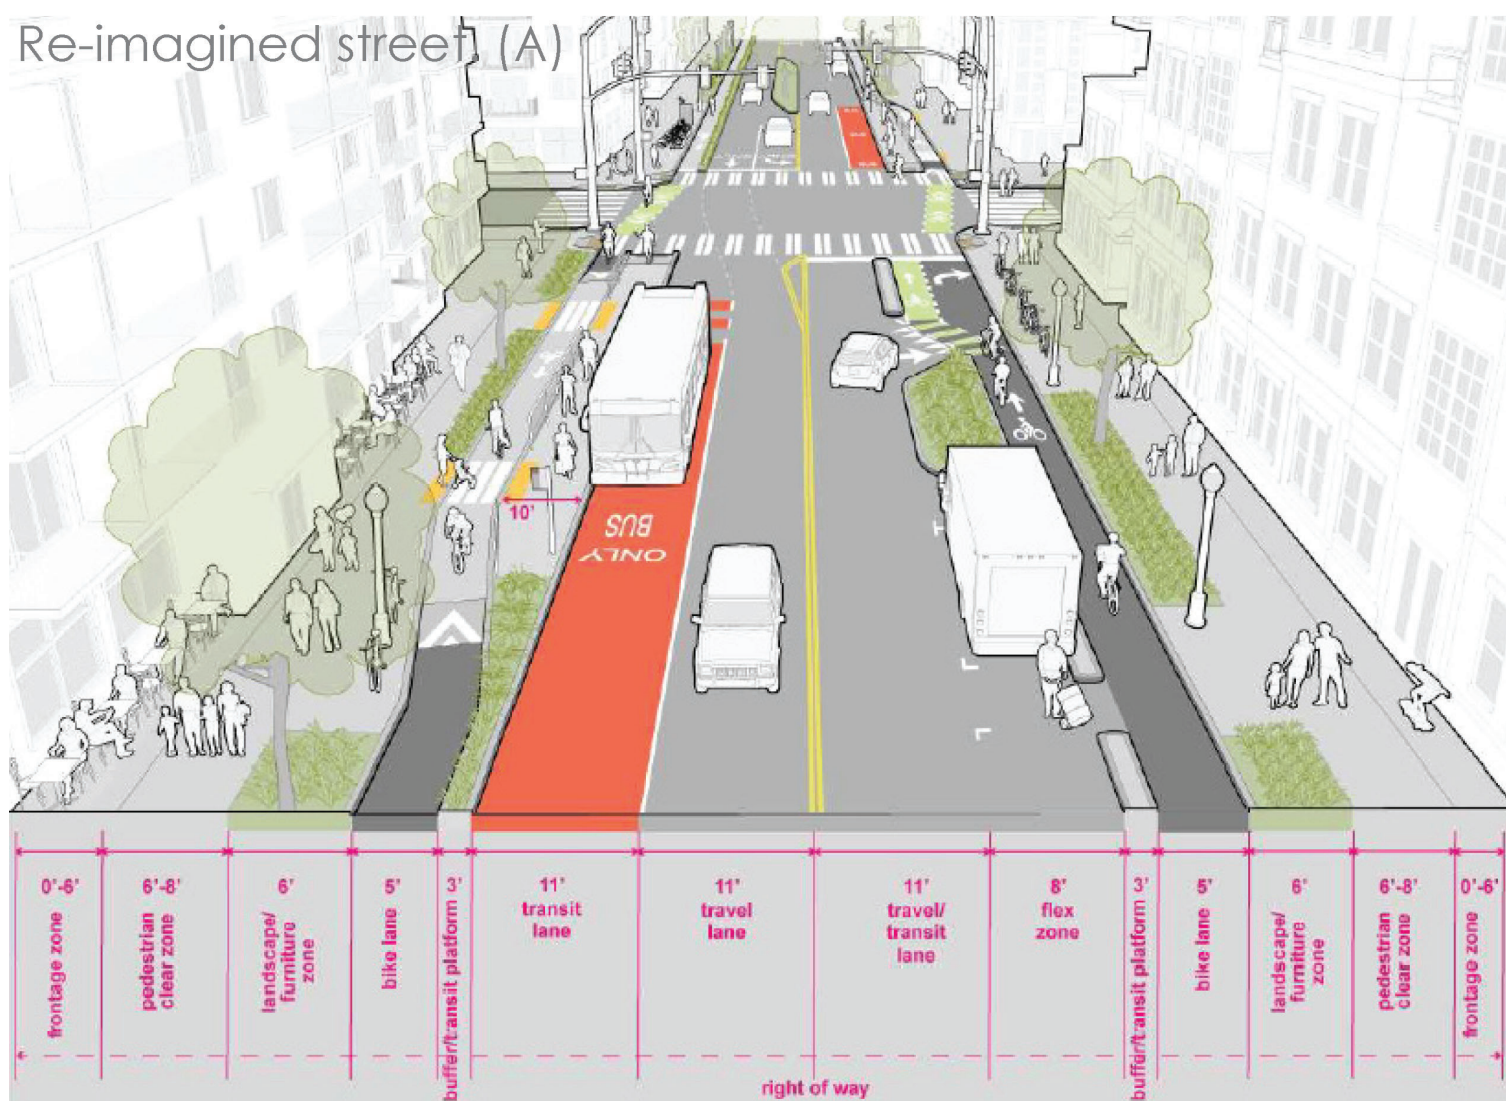 Re-imagined street, (A)
BUS
BUS
BUS
10'
BUS
ONLY
0'-6'
frontage zone
6'-8'
pedestrian
clear zone
6'
landscape/
furniture
zone
5'
bike lane
3'
buffer/transit platform
11'
transit
lane
11'
travel
lane
11'
travel/
transit
lane
8'
flex
zone
3'
buffer/transit platform
5'
bike lane
6'
landscape/
furniture
zone
6'-8'
pedestrian
clear zone
0'-6'
frontage zone
right of way